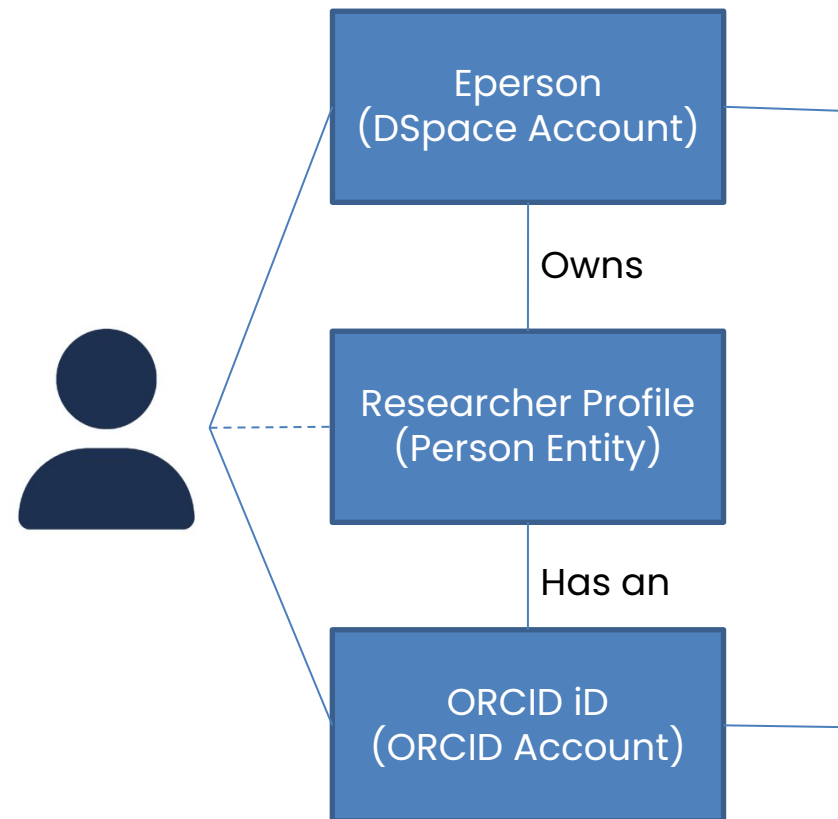 Eperson
(DSpace Account)
Owns
Researcher Profile
(Person Entity)
Has an
ORCID iD
(ORCID Account)